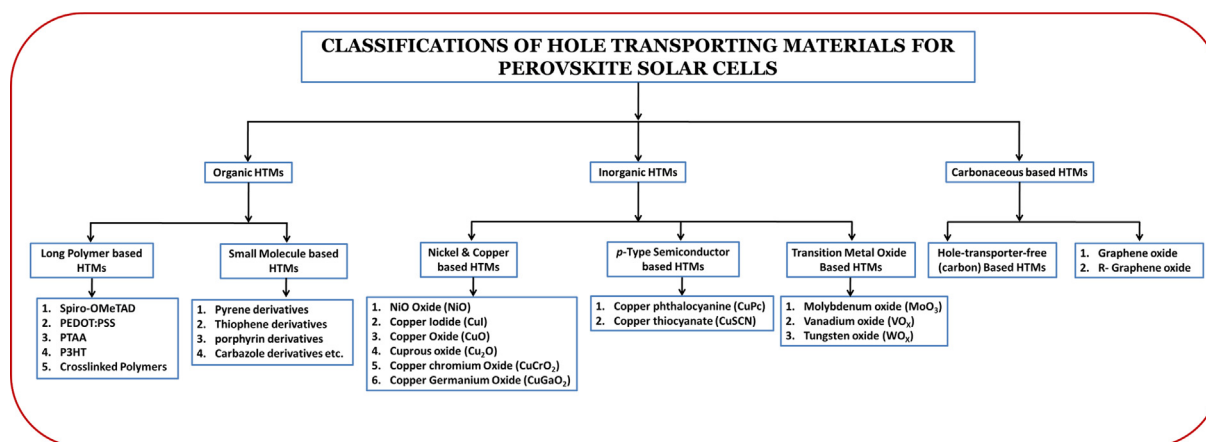 CLASSIFICATIONS OF HOLE TRANSPORTING MATERIALS FOR
PEROVSKITE SOLAR CELLS
Organic HTMs
Inorganic HTMs
Carbonaceous based HTMs
Long Polymer based
HTMs
Small Molecule based
HTMs
Nickel & Copper
based HTMs
p-Type Semiconductor
based HTMs
Transition Metal Oxide
Based HTMs
Hole-transporter-free
(carbon) Based HTMs
1. Graphene oxide
2. R- Graphene oxide
1. Spiro-OMeTAD
2. PEDOT:PSS
3. PTAA
4. P3HT
5. Crosslinked Polymers
1. Pyrene derivatives
2. Thiophene derivatives
3. porphyrin derivatives
4. Carbazole derivatives etc.
1. NiO Oxide (NiO)
2. Copper Iodide (CuI)
3. Copper Oxide (CuO)
4. Cuprous oxide (Cu₂O)
5. Copper chromium Oxide (CuCrO₂)
6. Copper Germanium Oxide (CuGaO₂)
1. Copper phthalocyanine (CuPc)
2. Copper thiocyanate (CuSCN)
1. Molybdenum oxide (MoO₃)
2. Vanadium oxide (VOₓ)
3. Tungsten oxide (WOₓ)